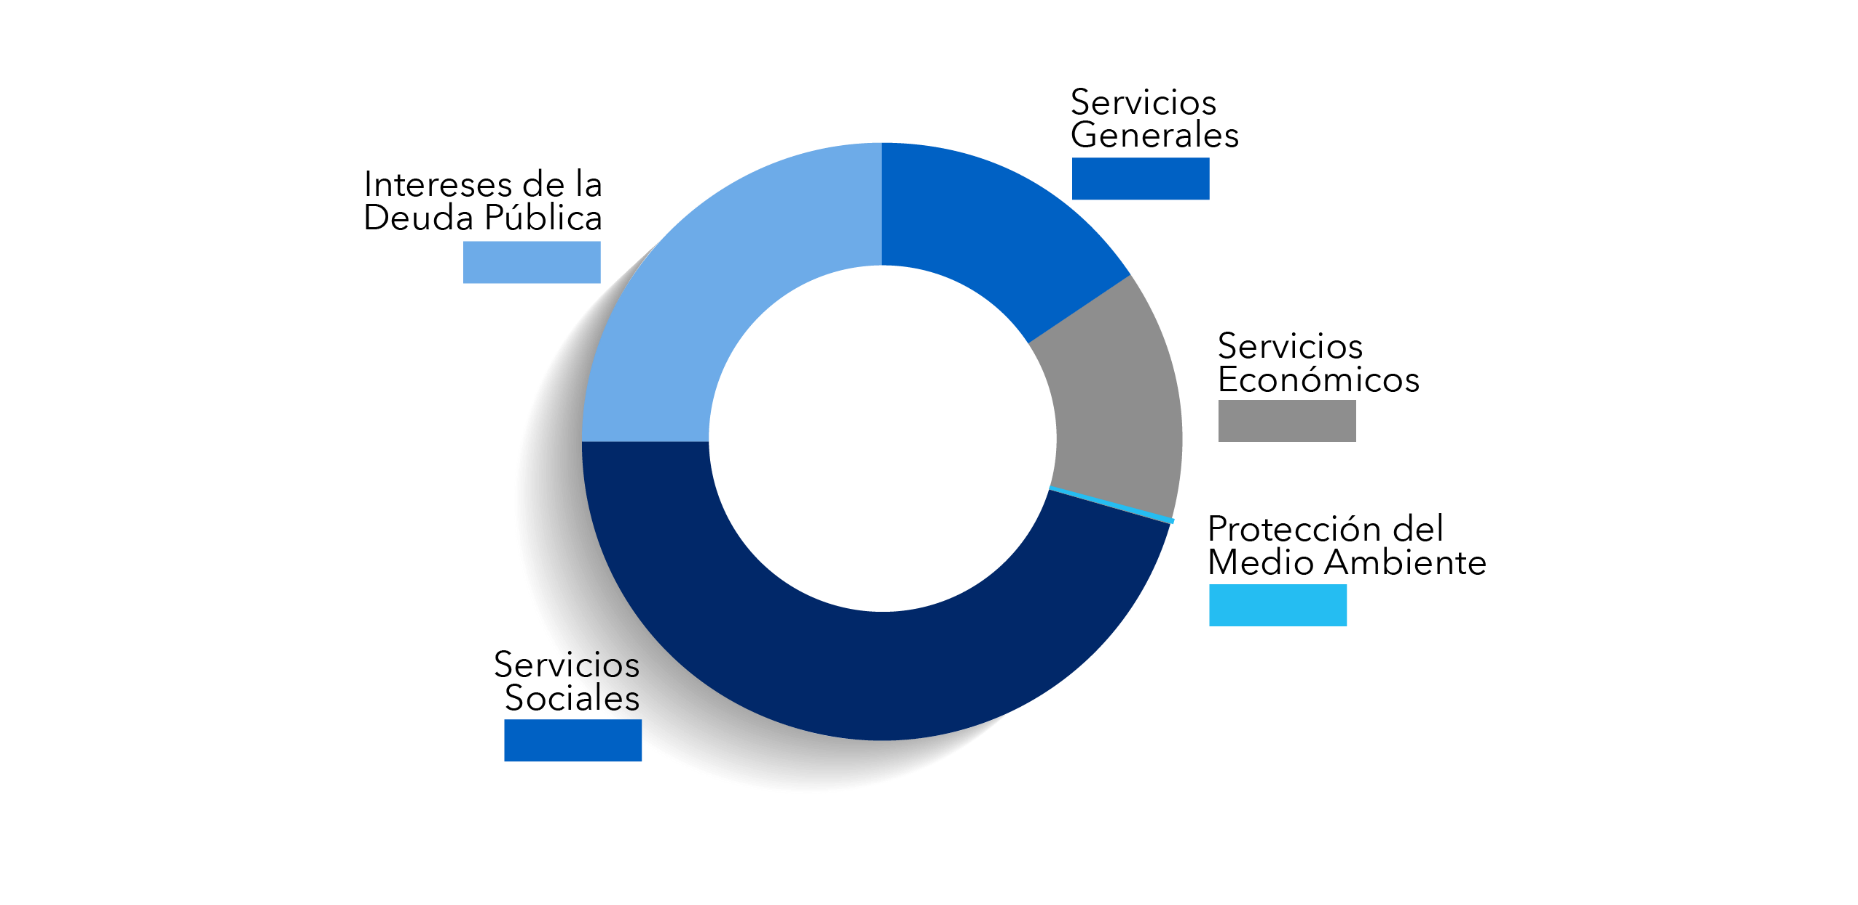 Servicios
Generales
Intereses de la
Deuda Pública
Servicios
Económicos
Protección del
Medio Ambiente
Servicios
Sociales